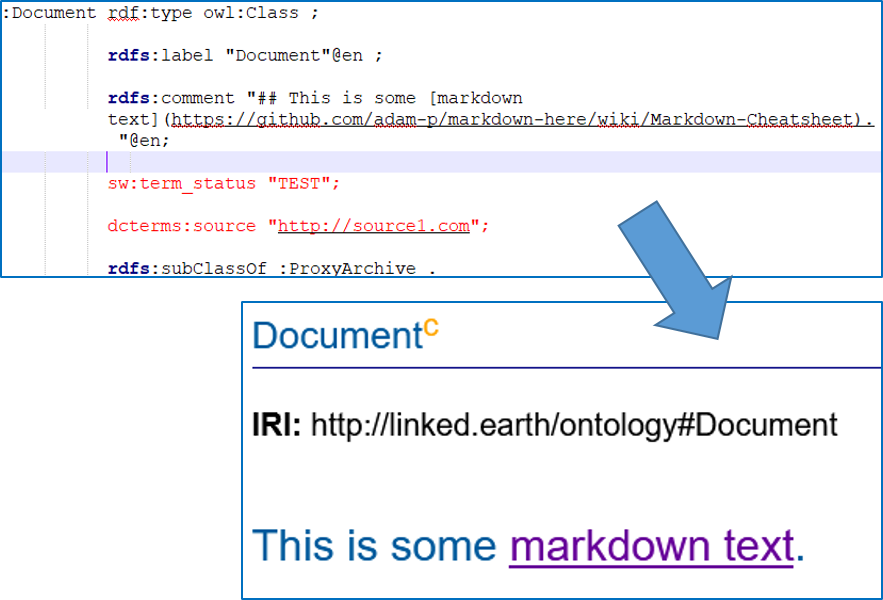 :Document rdf:type owl:Class ;
rdfs:label "Document"@en ;
rdfs:comment "## This is some [markdown
text](https://github.com/adam-p/markdown-here/wiki/Markdown-Cheatsheet).
"@en;
sw:term_status "TEST";
dcterms:source "http://source1.com";
rdfs:subClassOf :ProxyArchive .
Documentᶜ
IRI: http://linked.earth/ontology#Document
This is some markdown text.